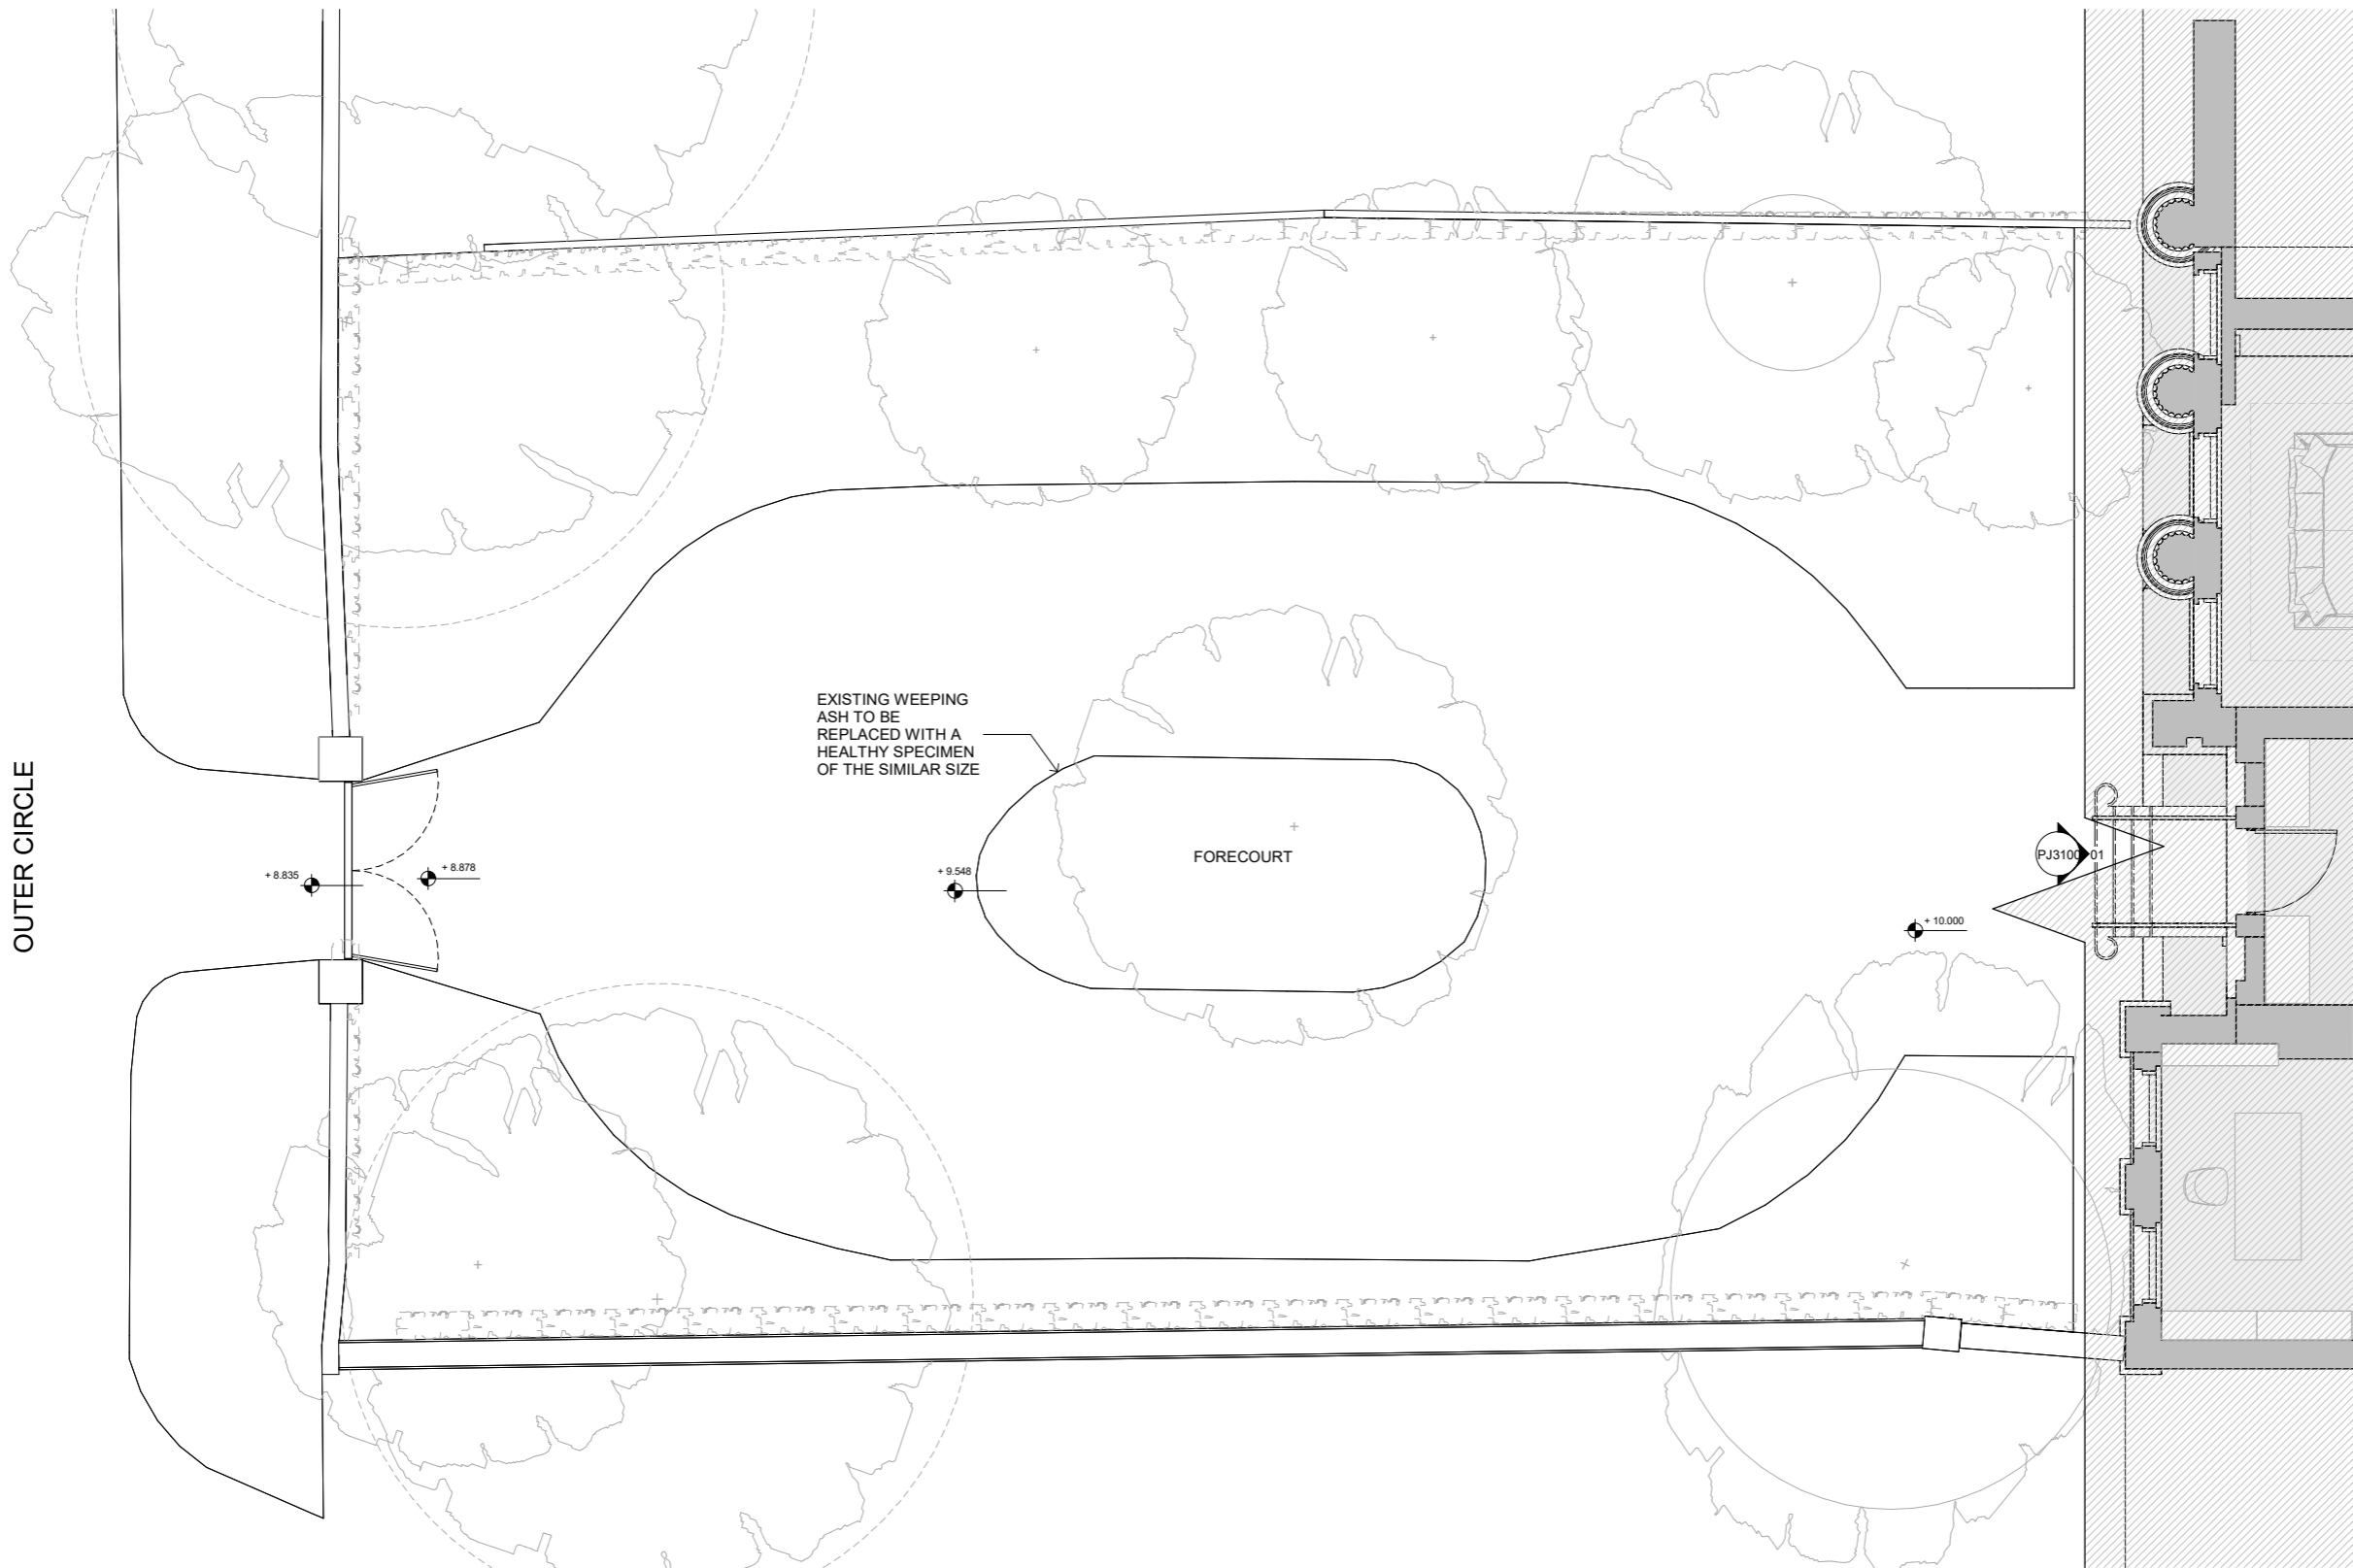 EXISTING WEEPING
ASH TO BE
REPLACED WITH A
HEALTHY SPECIMEN
OF THE SIMILAR SIZE
OUTER CIRCLE
FORECOURT
+ 8.835
+ 8.878
+ 9.548
+ 10.000